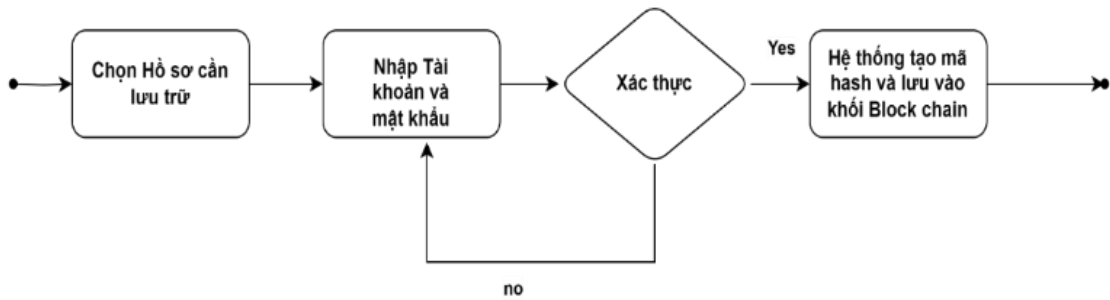 Chọn Hồ sơ cần
lưu trữ
Nhập Tài
khoản và
mật khẩu
Xác thực
Yes
Hệ thống tạo mã
hash và lưu vào
khối Block chain
no